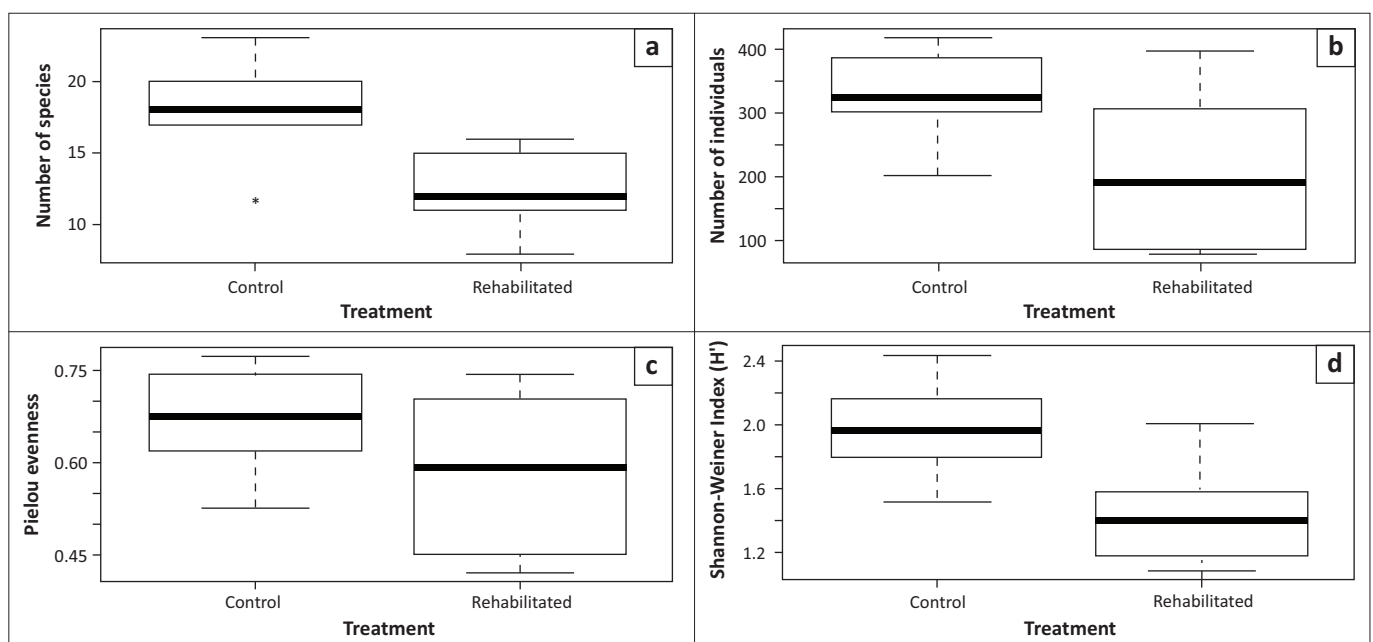 a
Number of species
20
15
10
*
Control
Rehabilitated
Treatment
b
Number of individuals
400
300
200
100
Control
Rehabilitated
Treatment
c
Pielou evenness
0.75
0.60
0.45
Control
Rehabilitated
Treatment
d
Shannon-Weiner Index (H')
2.4
2.0
1.6
1.2
Control
Rehabilitated
Treatment